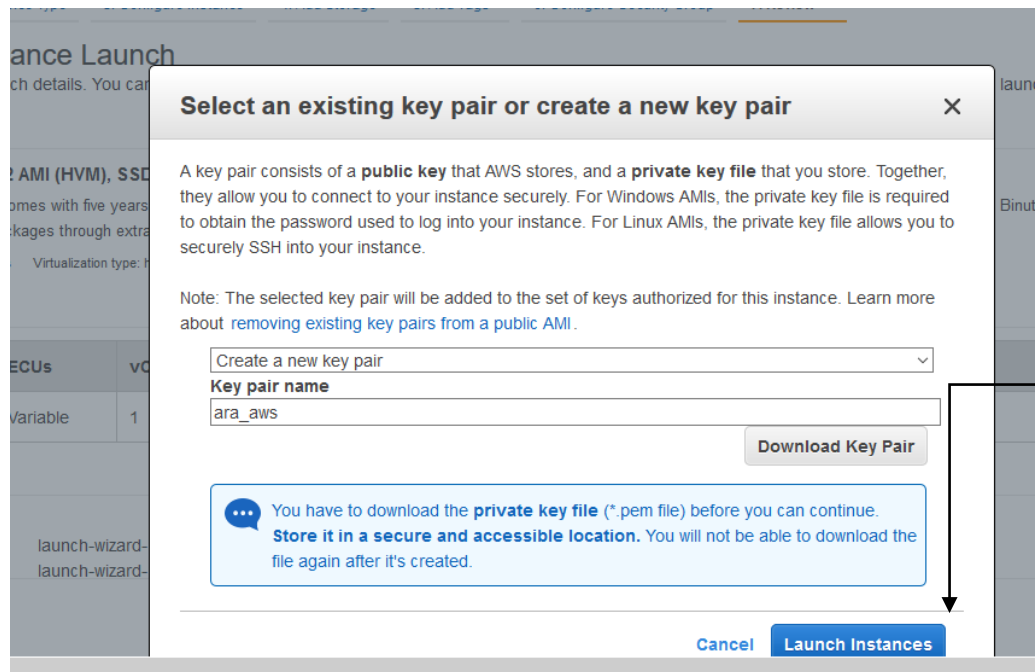 ance Launch
ch details. You can
launc
Select an existing key pair or create a new key pair
A key pair consists of a public key that AWS stores, and a private key file that you store. Together,
they allow you to connect to your instance securely. For Windows AMIs, the private key file is required
to obtain the password used to log into your instance. For Linux AMIs, the private key file allows you to
securely SSH into your instance.
Note: The selected key pair will be added to the set of keys authorized for this instance. Learn more
about removing existing key pairs from a public AMI.
AMI (HVM), SSD
omes with five years
Binut
kages through extra
Virtualization type: h
ECUs vC
Variable 1
launch-wizard-
launch-wizard-
Create a new key pair
Key pair name
ara_aws
Download Key Pair
You have to download the private key file (*.pem file) before you can continue.
Store it in a secure and accessible location. You will not be able to download the
file again after it's created.
Cancel Launch Instances